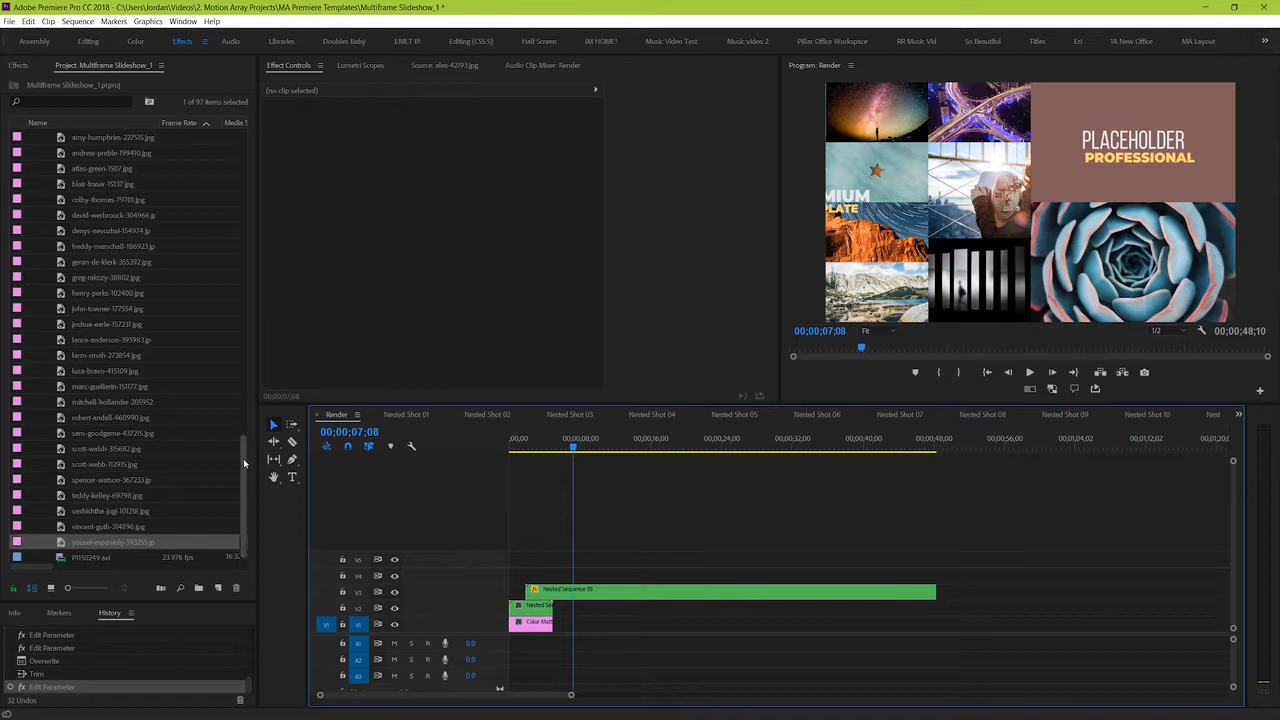 Adobe Premiere Pro CC 2018 - C:\Users\Jordan\Videos\2. Motion Array Projects\MA Premiere Templates\Multiframe Slideshow_1 *
File Edit Clip Sequence Markers Graphics Window Help
Assembly Editing Color Effects Audio Libraries Doubles Baby EMET II! Editing (CS5.5) Half Screen IM HOME! Music Video Test Music video 2 Pillar Office Workspace RR Music Vid So Beautiful Titles Eri 1A New Office MA Layout
Effects Project: Multiframe Slideshow_1 Effect Controls Lumetri Scopes Source: alex-42193.jpg Audio Clip Mixer: Render Program: Render
Multiframe Slideshow_1.prproj
(no clip selected)
1 of 97 items selected
Name Frame Rate Media S
amy-humphries-227515.jpg
andrew-preble-199410.jpg
atlas-green-1507.jpg
blair-fraser-15137.jpg
colby-thomas-79701.jpg
david-werbrouck-304966.jp
denys-nevozhai-154974.jp
freddy-marschall-186923.jp
geran-de-klerk-355392.jp
greg-rakozy-38802.jpg
henry-perks-102400.jpg
john-towner-177554.jpg
joshua-earle-157231.jpg
lance-anderson-395983.jp
larm-rmah-273854.jpg
luca-bravo-415109.jpg
marc-guellerin-151177.jpg
mitchell-hollander-205952
robert-andall-460990.jpg
sam-goodgame-437215.jpg
scott-walsh-315682.jpg
scott-webb-112915.jpg
spencer-watson-367233.jp
teddy-kelley-69798.jpg
vashishtha-jogi-101218.jpg
vincent-guth-314896.jpg
yousef-espanioly-393255.jp
P1150249.avi 23.976 fps 16:3
PLACEHOLDER
PROFESSIONAL
MIUM
PLATE
00;00;07;08 Fit 1/2 00;00;48;10
00;00;07;08
Render Nested Shot 01 Nested Shot 02 Nested Shot 03 Nested Shot 04 Nested Shot 05 Nested Shot 06 Nested Shot 07 Nested Shot 08 Nested Shot 09 Nested Shot 10 Nest
00;00;07;08
;00;00 00;00;08;00 00;00;16;00 00;00;24;00 00;00;32;00 00;00;40;00 00;00;48;00 00;00;56;00 00;01;04;02 00;01;12;02 00;01;20;0
V5
V4
V3 Nested Sequence 05
V2 Nested Se
V1 V1 Color Matt
A1 M S R 0.0
A2 M S R 0.0
A3 M S R 0.0
Info Markers History
Edit Parameter
Edit Parameter
Overwrite
Trim
Edit Parameter
32 Undos